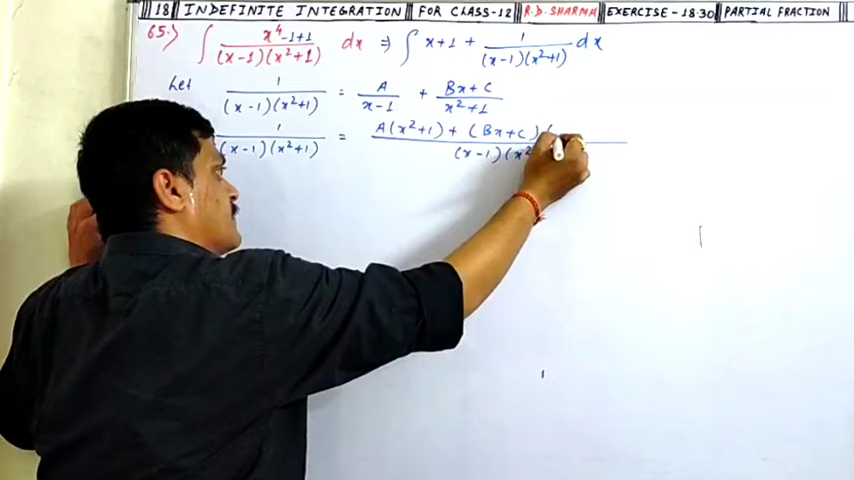 18 INDEFINITE INTEGRATION FOR CLASS-12 R.D. SHARMA EXERCISE - 18.30 PARTIAL FRACTION
65.) ∫ (x⁴-1+1)/((x-1)(x²+1)) dx ⇒ ∫ x+1 + 1/((x-1)(x²+1)) dx
Let 1/((x-1)(x²+1)) = A/(x-1) + (Bx+C)/(x²+1)
1/((x-1)(x²+1)) = A(x²+1) + (Bx+C)( / (x-1)(x²